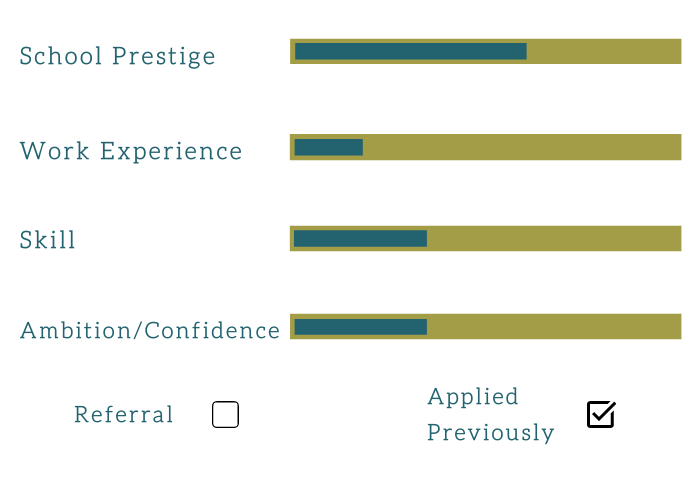 School Prestige
Work Experience
Skill
Ambition/Confidence
Referral
Applied
Previously